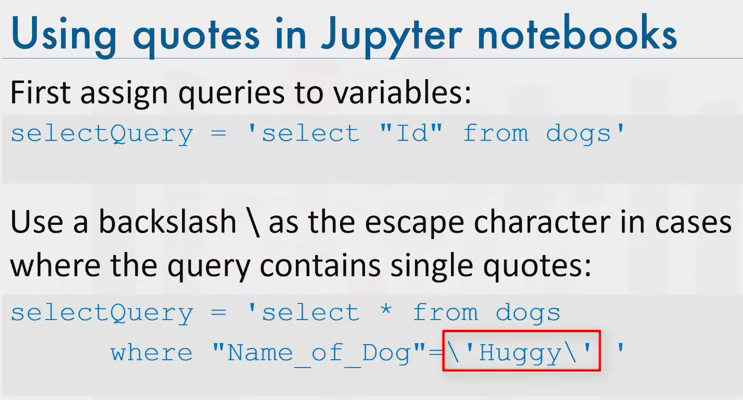 Using quotes in Jupyter notebooks
First assign queries to variables:
selectQuery = 'select "Id" from dogs'
Use a backslash \ as the escape character in cases
where the query contains single quotes:
selectQuery = 'select * from dogs
where "Name_of_Dog"=\'Huggy\' '